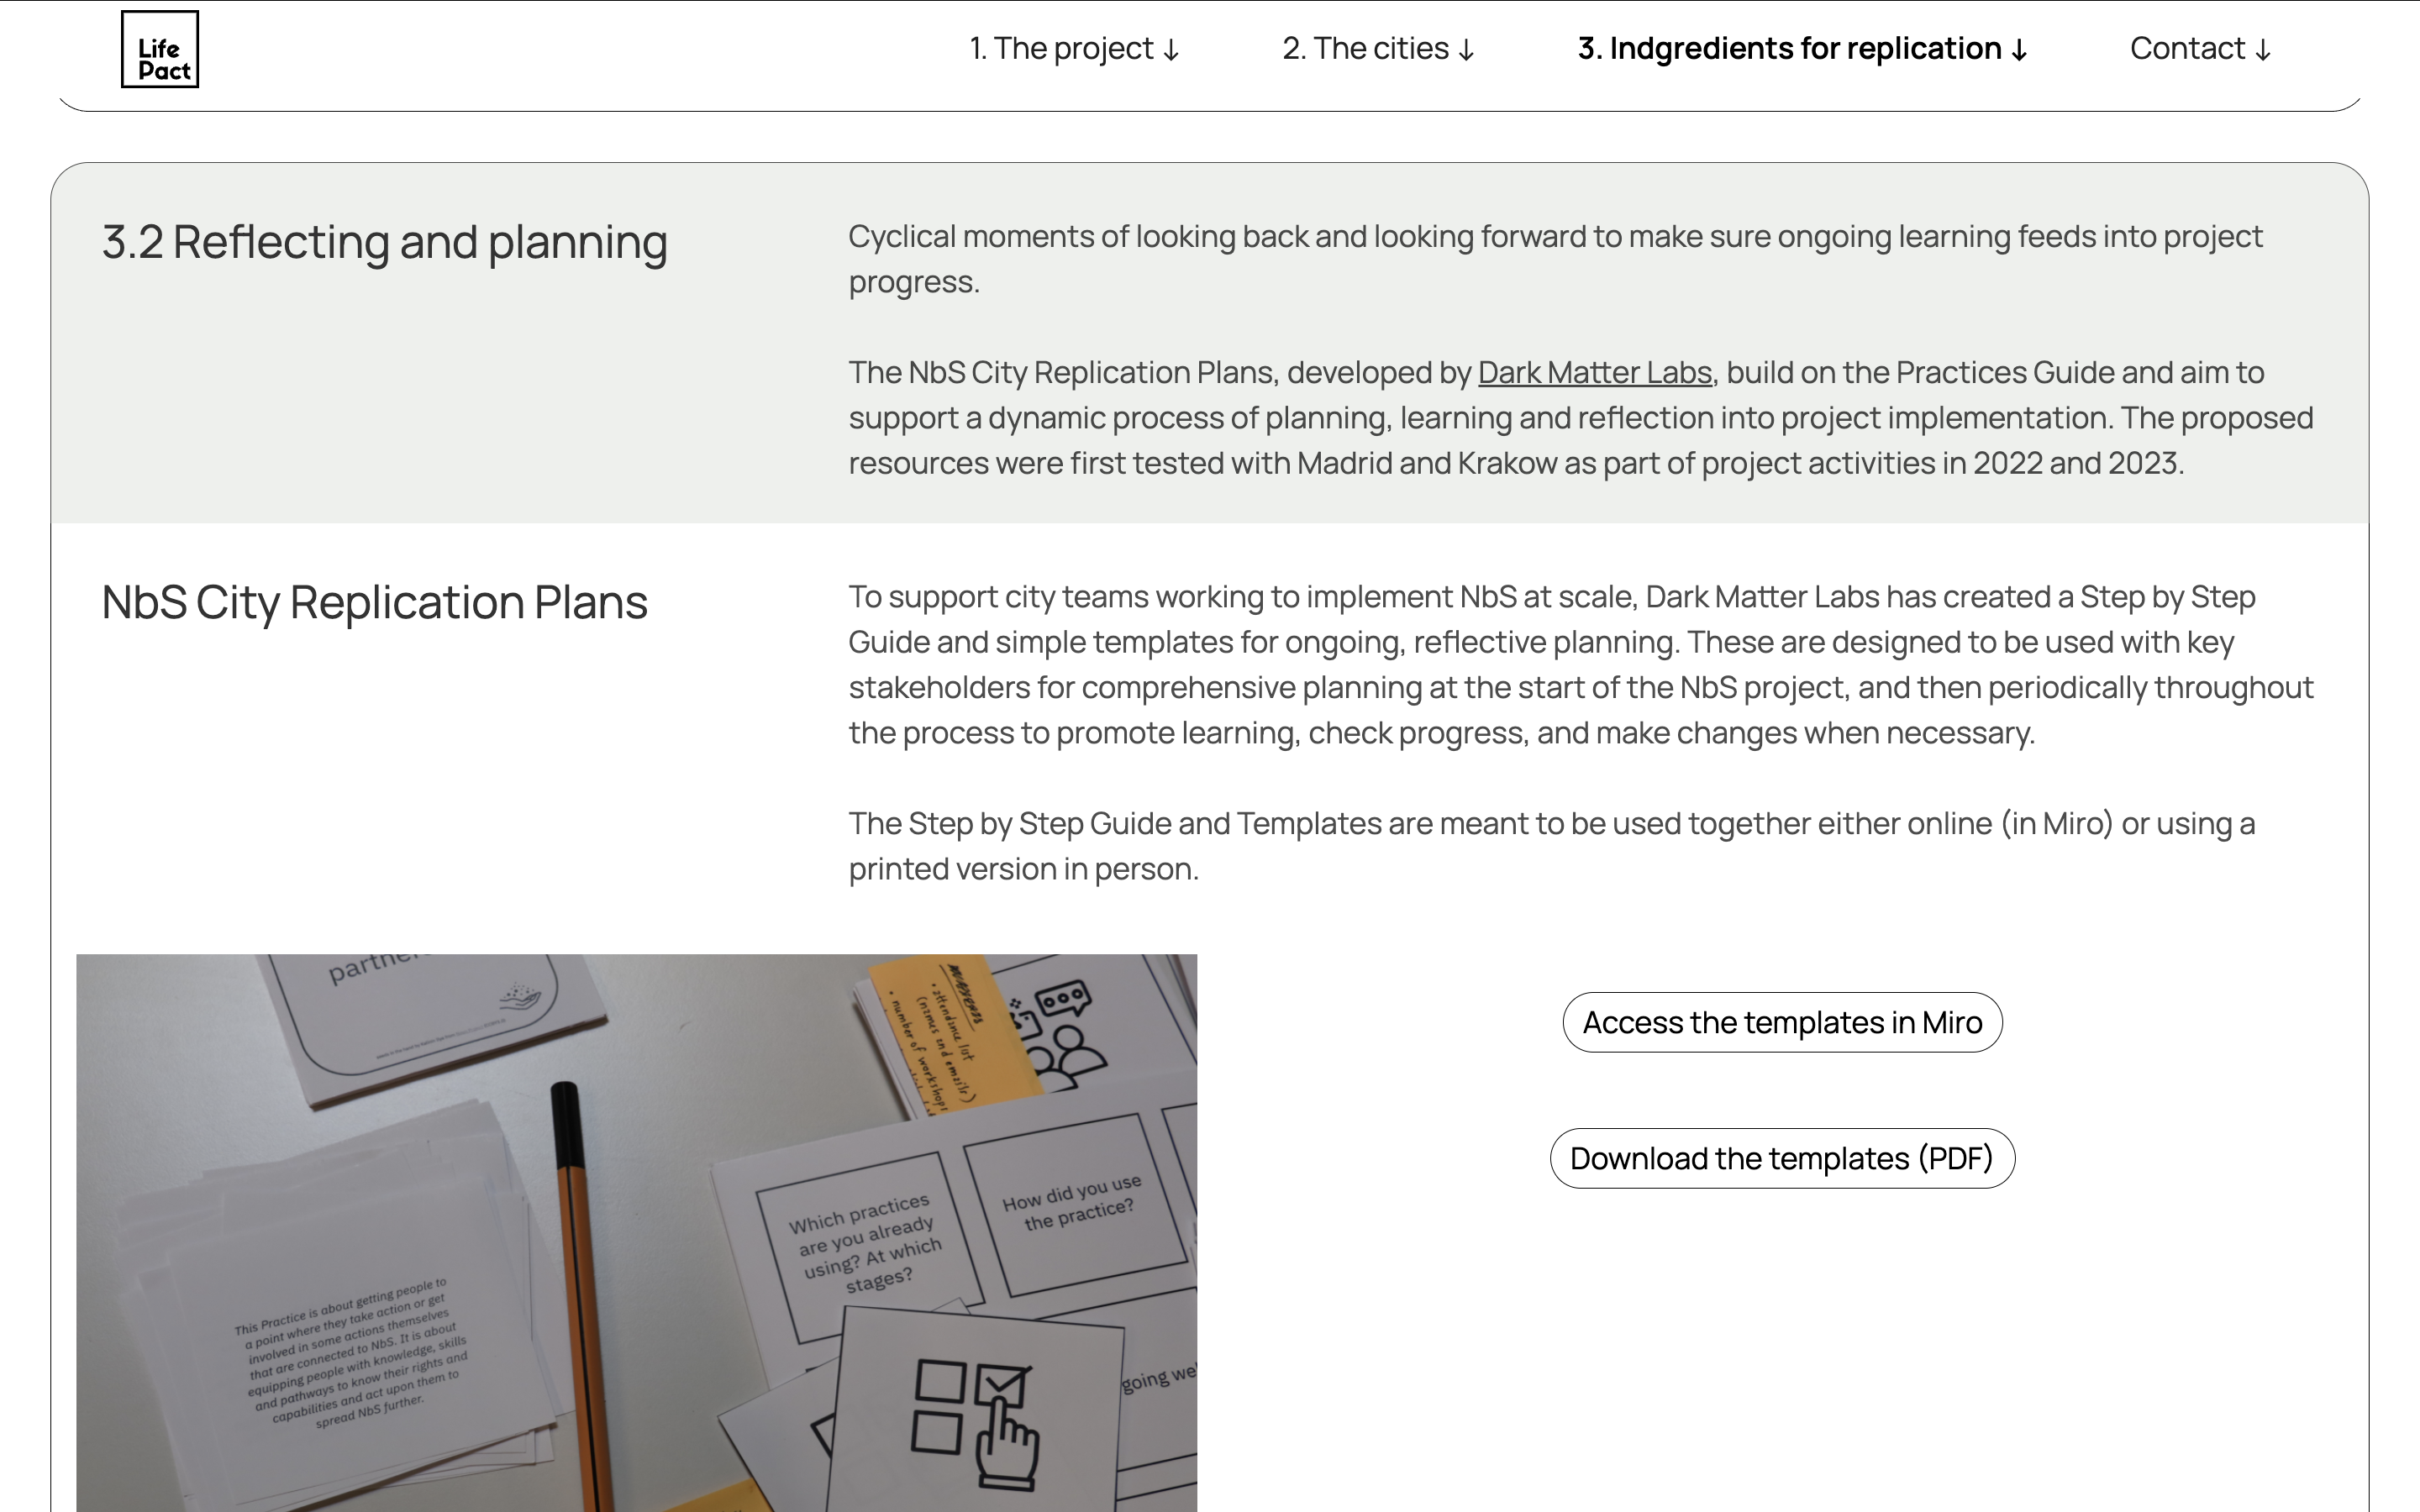 Life
Pact
1. The project ↓
2. The cities ↓
3. Indgredients for replication ↓
Contact ↓
3.2 Reflecting and planning
Cyclical moments of looking back and looking forward to make sure ongoing learning feeds into project
progress.
The NbS City Replication Plans, developed by Dark Matter Labs, build on the Practices Guide and aim to
support a dynamic process of planning, learning and reflection into project implementation. The proposed
resources were first tested with Madrid and Krakow as part of project activities in 2022 and 2023.
NbS City Replication Plans
To support city teams working to implement NbS at scale, Dark Matter Labs has created a Step by Step
Guide and simple templates for ongoing, reflective planning. These are designed to be used with key
stakeholders for comprehensive planning at the start of the NbS project, and then periodically throughout
the process to promote learning, check progress, and make changes when necessary.
The Step by Step Guide and Templates are meant to be used together either online (in Miro) or using a
printed version in person.
• attendance list
(names and emails)
• number of workshops
Which practices
are you already
using? At which
stages?
How did you use
the practice?
going we
This Practice is about getting people to
a point where they take action or get
involved in some actions themselves
that are connected to NbS. It is about
equipping people with knowledge, skills
and pathways to know their rights and
capabilities and act upon them to
spread NbS further.
Access the templates in Miro
Download the templates (PDF)